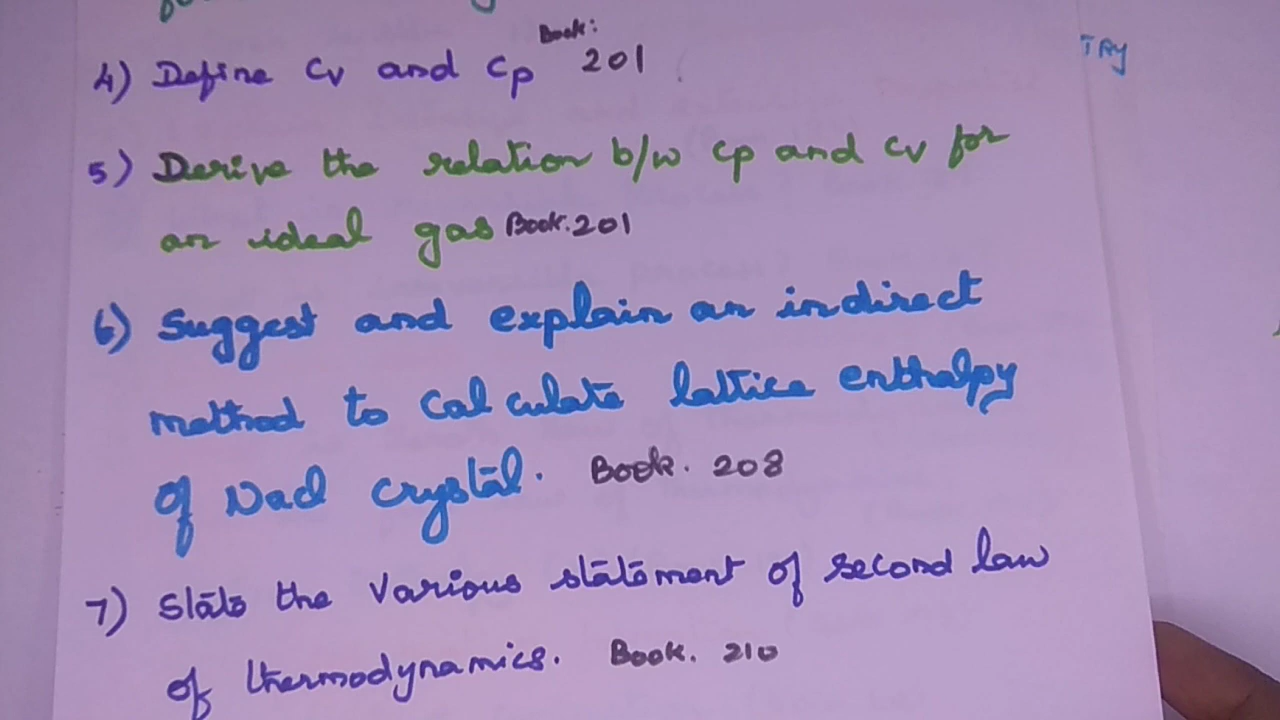 Book:
4) Define Cv and Cp 201
TRY
5) Derive the relation b/w Cp and Cv for
an ideal gas Book.201
6) Suggest and explain an indirect
method to Calculate lattice enthalpy
of Nacl crystal. Book. 208
7) State the Various statement of second law
of thermodynamics. Book. 210